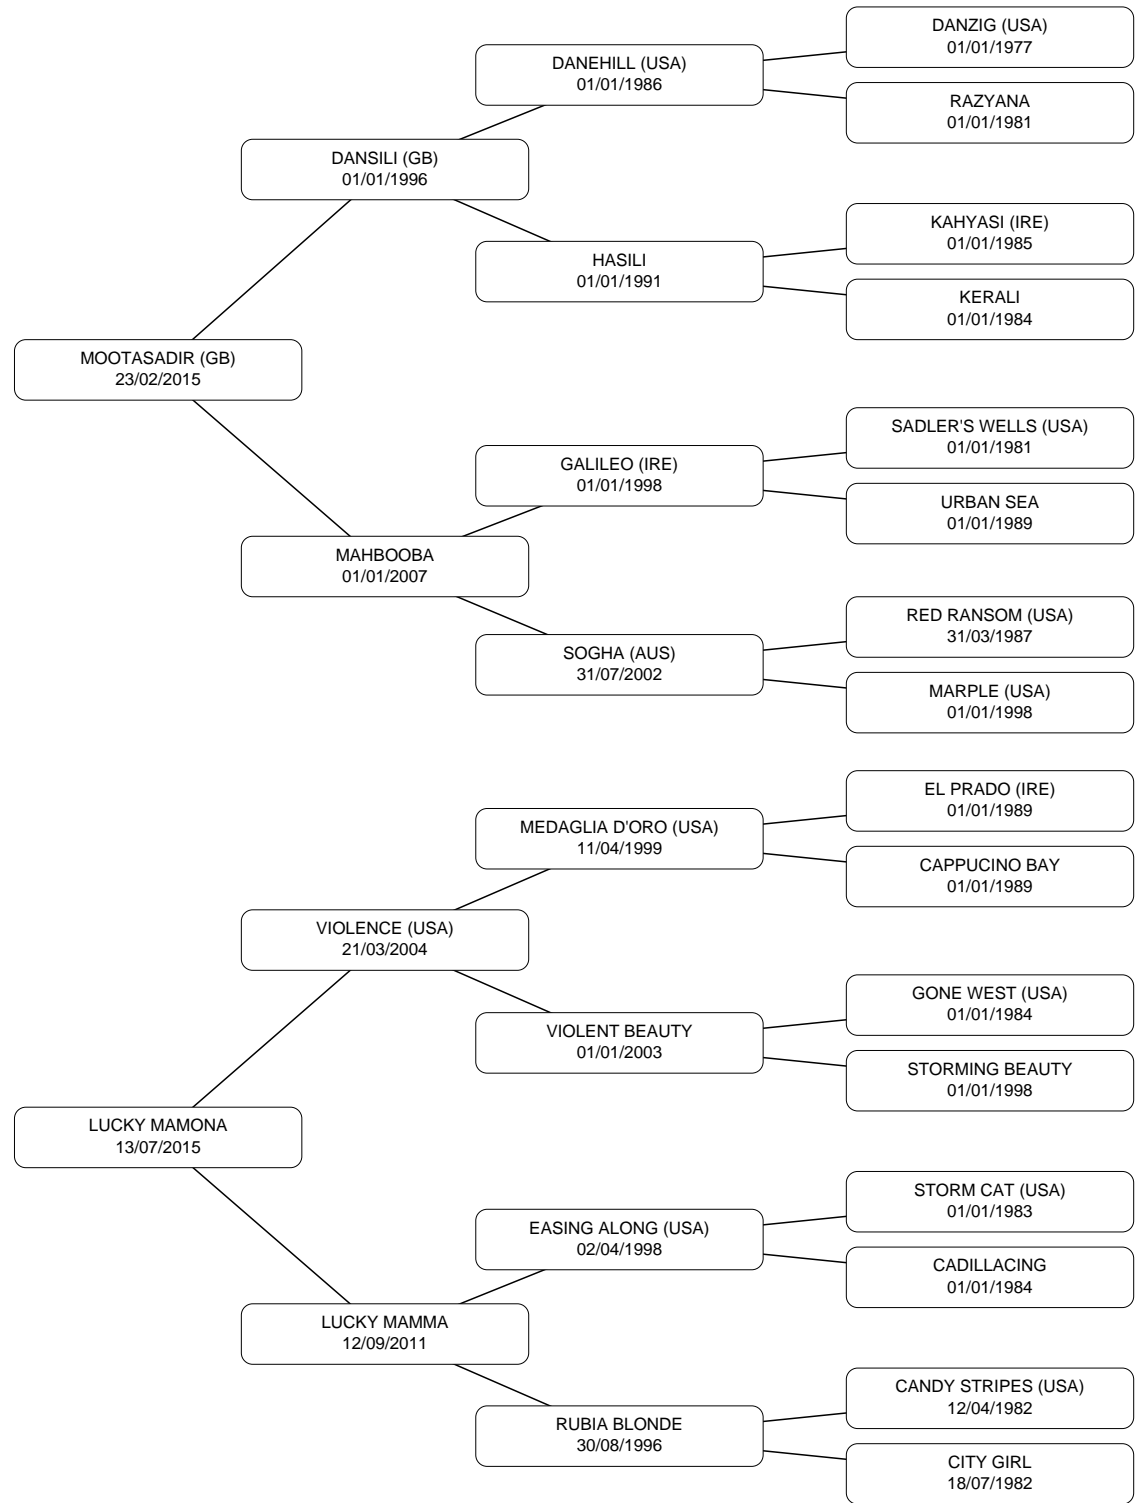 DANZIG (USA)
01/01/1977
DANEHILL (USA)
01/01/1986
RAZYANA
01/01/1981
DANSILI (GB)
01/01/1996
KAHYASI (IRE)
01/01/1985
HASILI
01/01/1991
KERALI
01/01/1984
MOOTASADIR (GB)
23/02/2015
SADLER'S WELLS (USA)
01/01/1981
GALILEO (IRE)
01/01/1998
URBAN SEA
01/01/1989
MAHBOOBA
01/01/2007
RED RANSOM (USA)
31/03/1987
SOGHA (AUS)
31/07/2002
MARPLE (USA)
01/01/1998
EL PRADO (IRE)
01/01/1989
MEDAGLIA D'ORO (USA)
11/04/1999
CAPPUCINO BAY
01/01/1989
VIOLENCE (USA)
21/03/2004
GONE WEST (USA)
01/01/1984
VIOLENT BEAUTY
01/01/2003
STORMING BEAUTY
01/01/1998
LUCKY MAMONA
13/07/2015
STORM CAT (USA)
01/01/1983
EASING ALONG (USA)
02/04/1998
CADILLACING
01/01/1984
LUCKY MAMMA
12/09/2011
CANDY STRIPES (USA)
12/04/1982
RUBIA BLONDE
30/08/1996
CITY GIRL
18/07/1982